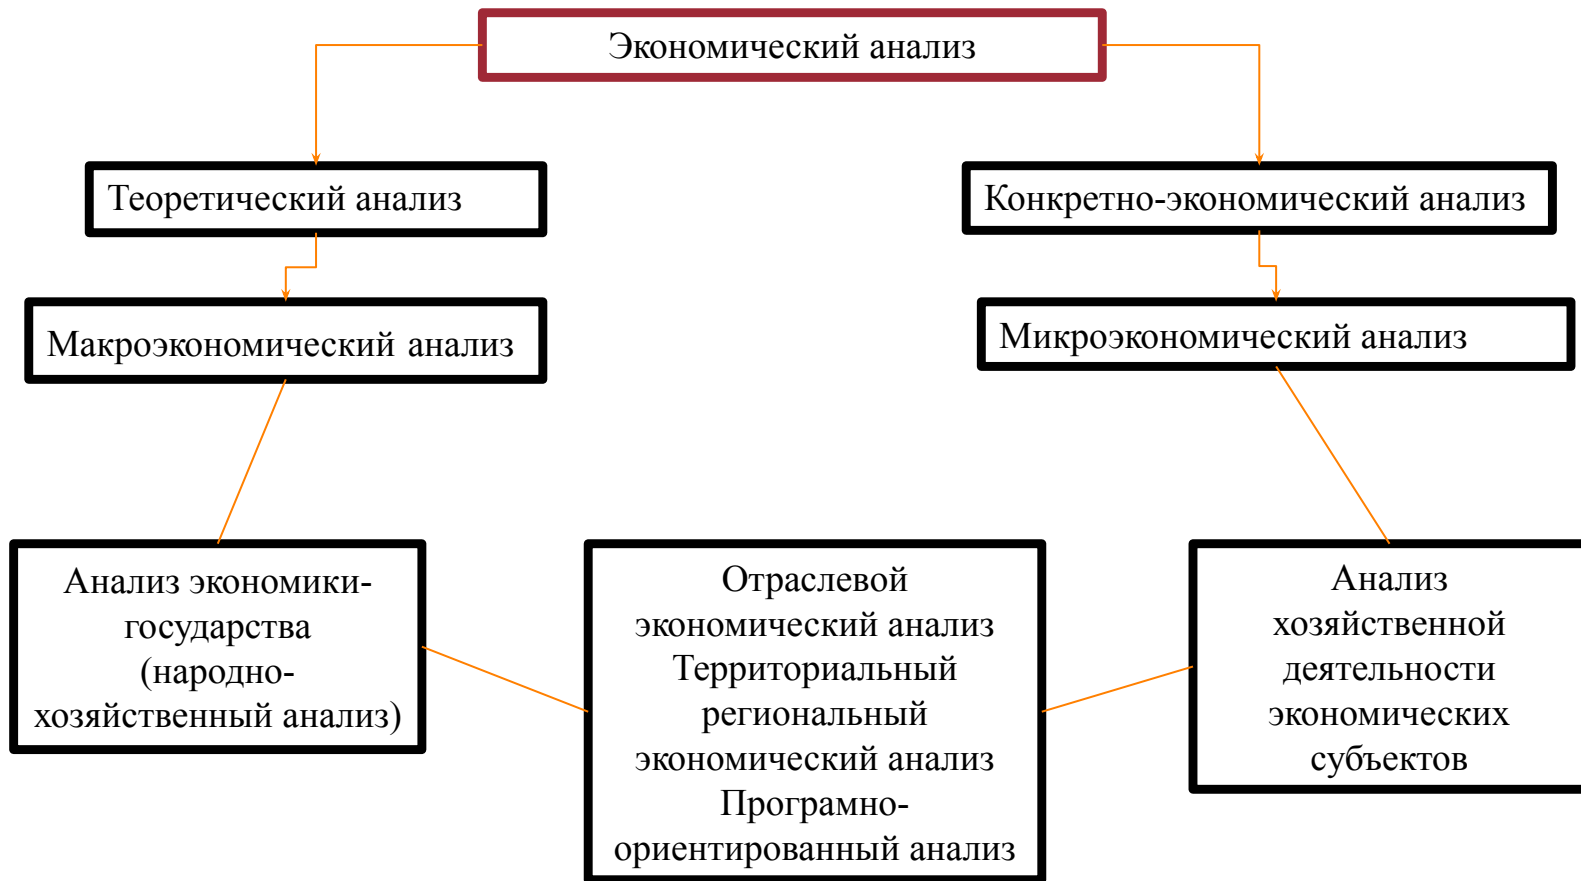 Экономический анализ
Теоретический анализ
Конкретно-экономический анализ
Макроэкономический анализ
Микроэкономический анализ
Анализ экономики-
государства
(народно-
хозяйственный анализ)
Отраслевой
экономический анализ
Территориальный
региональный
экономический анализ
Програмно-
ориентированный анализ
Анализ
хозяйственной
деятельности
экономических
субъектов